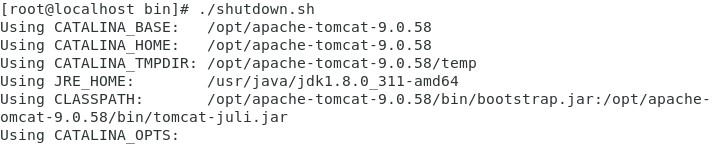 [root@localhost bin]# ./shutdown.sh
Using CATALINA_BASE:   /opt/apache-tomcat-9.0.58
Using CATALINA_HOME:   /opt/apache-tomcat-9.0.58
Using CATALINA_TMPDIR: /opt/apache-tomcat-9.0.58/temp
Using JRE_HOME:        /usr/java/jdk1.8.0_311-amd64
Using CLASSPATH:       /opt/apache-tomcat-9.0.58/bin/bootstrap.jar:/opt/apache-
omcat-9.0.58/bin/tomcat-juli.jar
Using CATALINA_OPTS: